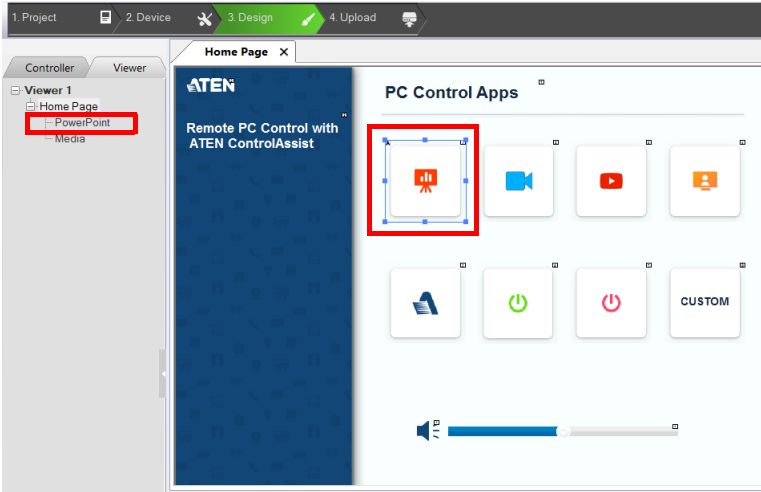 1. Project
2. Device
3. Design
4. Upload
Controller
Viewer
Home Page X
Viewer 1
Home Page
PowerPoint
Media
ATEN
Remote PC Control with
ATEN ControlAssist
PC Control Apps
CUSTOM